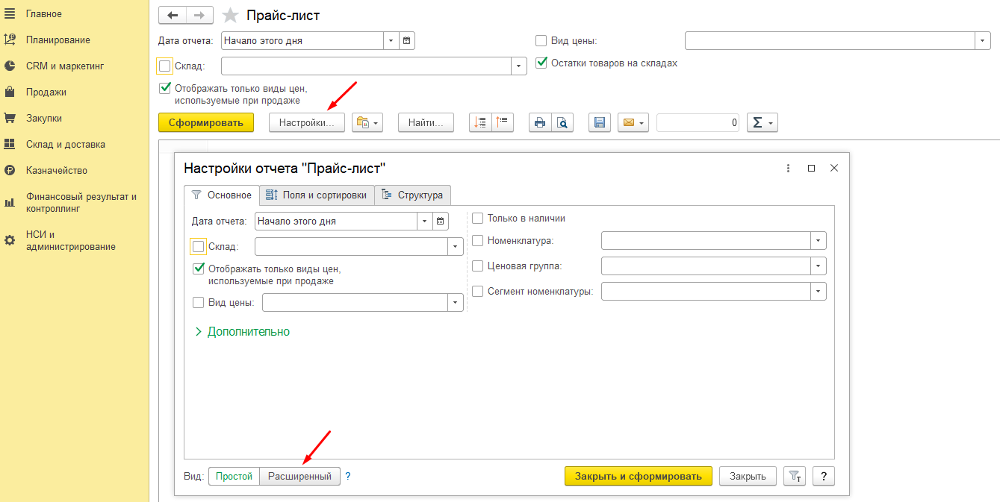 Главное
Планирование
CRM и маркетинг
Продажи
Закупки
Склад и доставка
Казначейство
Финансовый результат и
контроллинг
НСИ и
администрирование
Прайс-лист
Дата отчета: Начало этого дня
Вид цены:
Склад:
Остатки товаров на складах
Отображать только виды цен,
используемые при продаже
Сформировать Настройки... Найти... 0 Σ
Настройки отчета "Прайс-лист"
Основное Поля и сортировки Структура
Дата отчета: Начало этого дня
Только в наличии
Склад:
Номенклатура:
Отображать только виды цен,
используемые при продаже
Ценовая группа:
Вид цены:
Сегмент номенклатуры:
Дополнительно
Вид: Простой Расширенный ? Закрыть и сформировать Закрыть ?